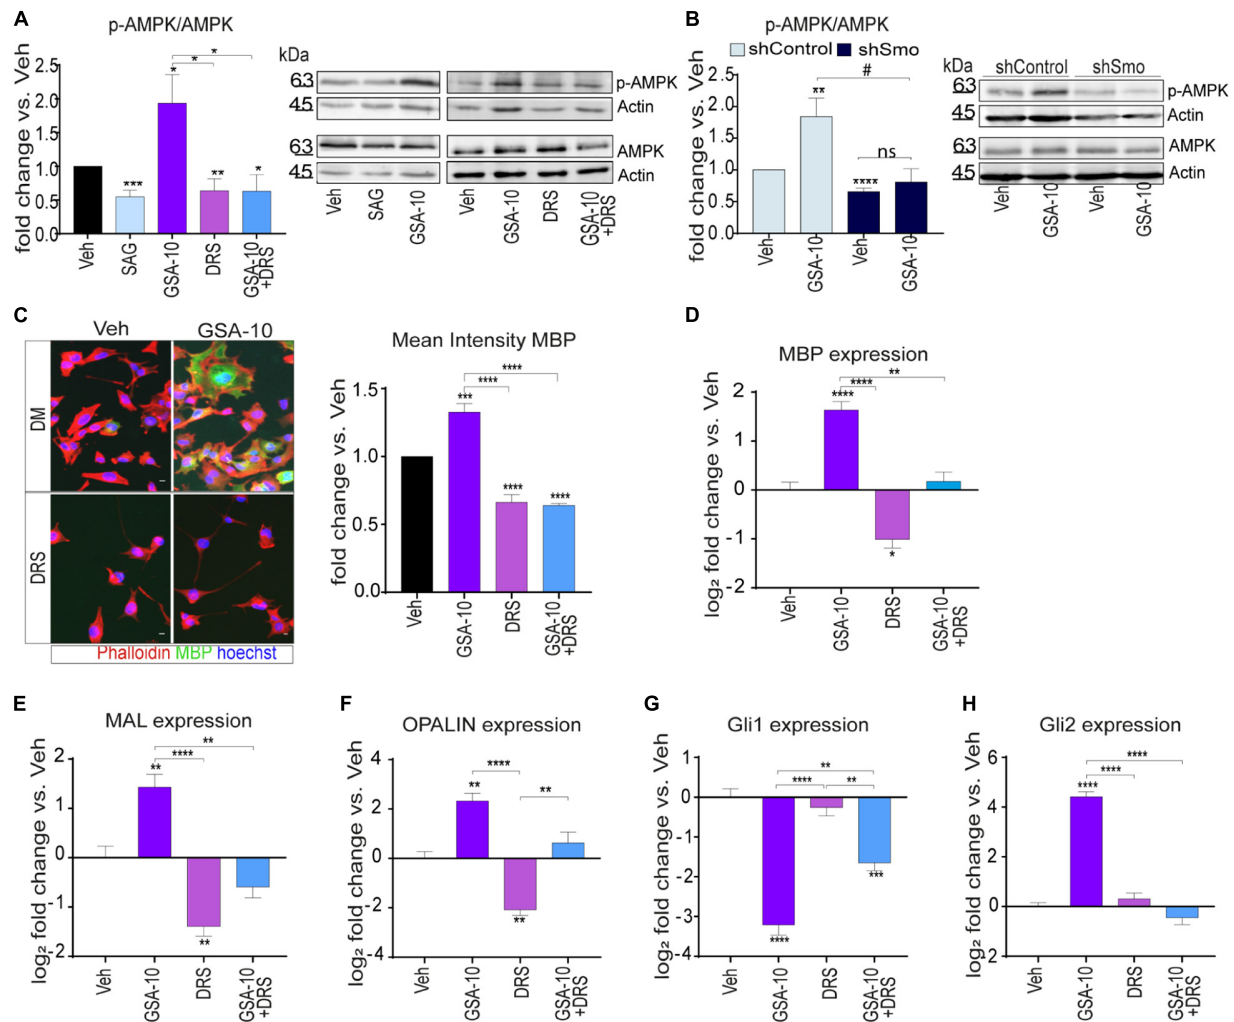 A
p-AMPK/AMPK
fold change vs. Veh
2.5
2.0
1.5
1.0
0.5
0.0
***
*
**
*
*
*
Veh
SAG
GSA-10
DRS
GSA-10
+DRS
kDa
63
45
63
45
p-AMPK
Actin
AMPK
Actin
Veh
SAG
GSA-10
Veh
GSA-10
DRS
GSA-10
+DRS
B
p-AMPK/AMPK
shControl shSmo
fold change vs. Veh
2.5
2.0
1.5
1.0
0.5
0.0
**
#
****
ns
Veh
GSA-10
Veh
GSA-10
kDa
shControl shSmo
63
45
63
45
p-AMPK
Actin
AMPK
Actin
Veh
GSA-10
Veh
GSA-10
C
Veh GSA-10
DM
DRS
Phalloidin MBP hoechst
Mean Intensity MBP
fold change vs. Veh
1.5
1.0
0.5
0.0
****
****
***
****
****
Veh
GSA-10
DRS
GSA-10
+DRS
D
MBP expression
log₂ fold change vs. Veh
2
1
0
-1
-2
**
****
****
*
Veh
GSA-10
DRS
GSA-10
+DRS
E
MAL expression
log₂ fold change vs. Veh
2
1
0
-1
-2
**
****
**
**
Veh
GSA-10
DRS
GSA-10
+DRS
F
OPALIN expression
log₂ fold change vs. Veh
4
2
0
-2
-4
****
**
**
**
Veh
GSA-10
DRS
GSA-10
+DRS
G
Gli1 expression
log₂ fold change vs. Veh
1
0
-1
-2
-3
-4
**
****
**
****
***
Veh
GSA-10
DRS
GSA-10
+DRS
H
Gli2 expression
log₂ fold change vs. Veh
6
4
2
0
-2
****
****
****
Veh
GSA-10
DRS
GSA-10
+DRS